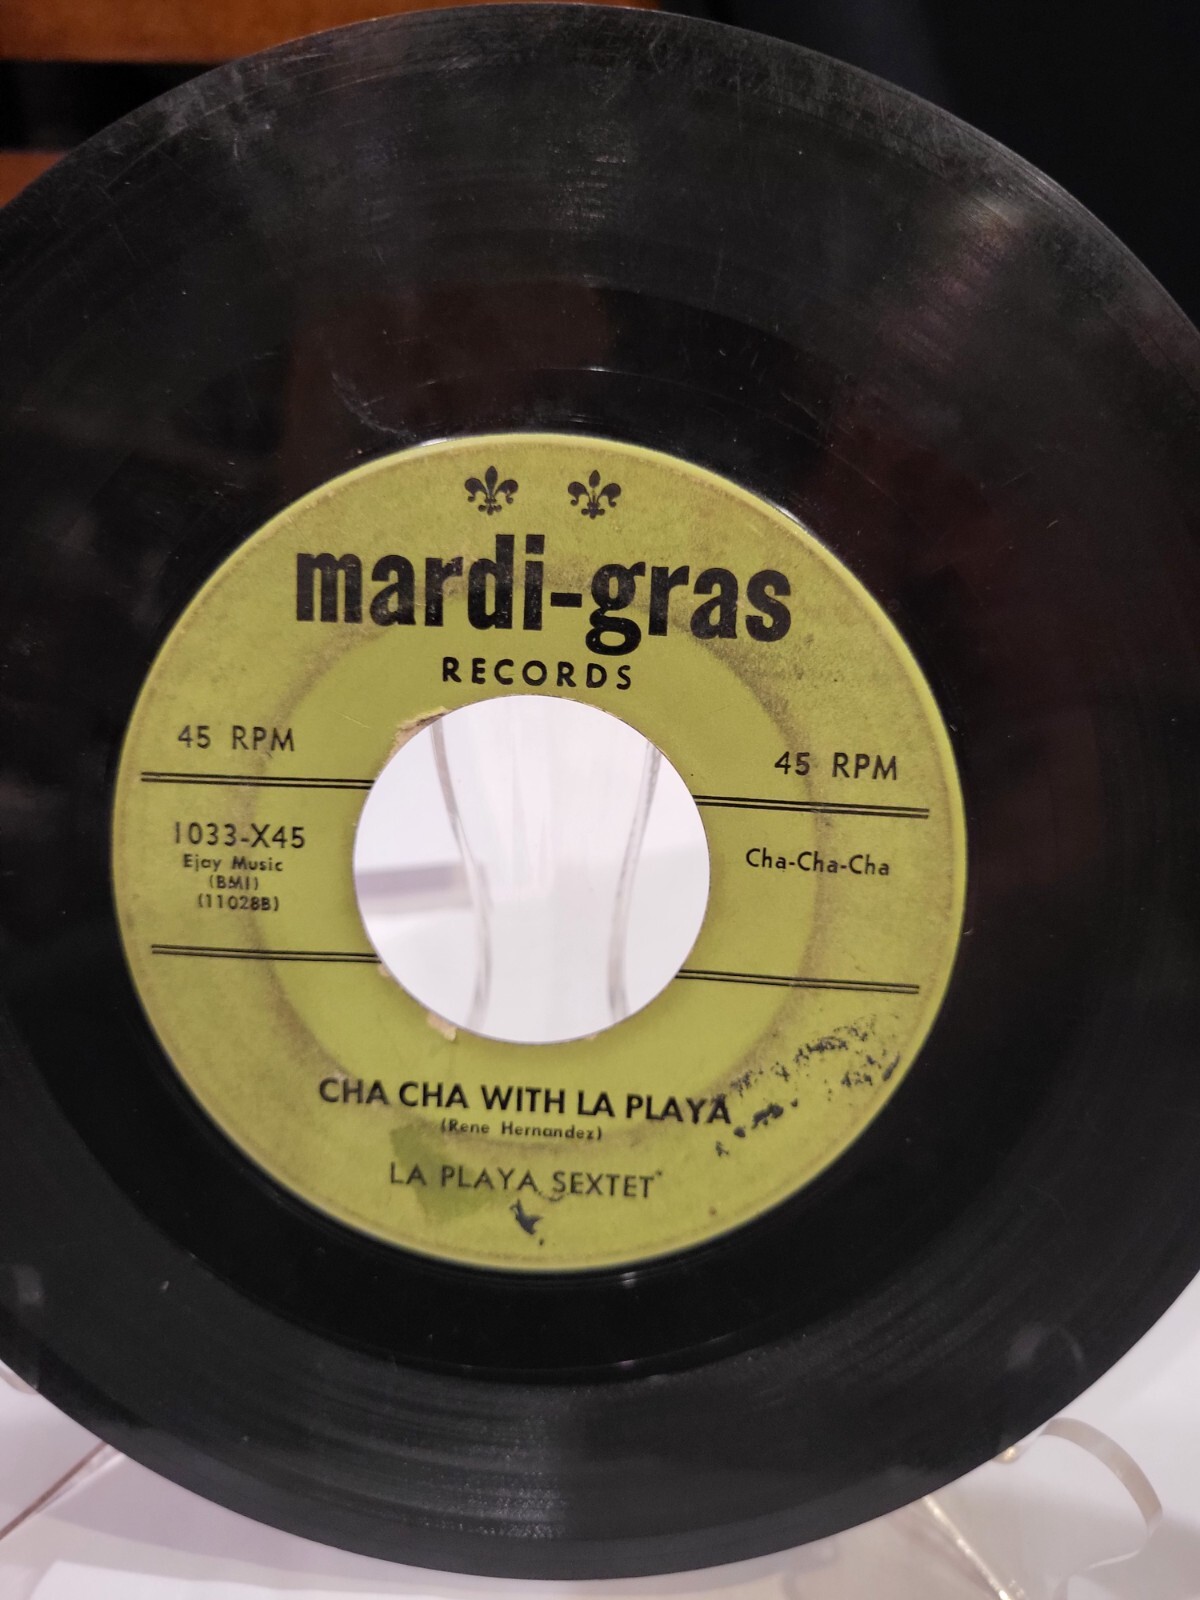 mardi-gras
RECORDS
45 RPM
45 RPM
1033-X45
Ejay Music
(BMI)
(11028B)
Cha-Cha-Cha
CHA CHA WITH LA PLAYA
(Rene Hernandez)
LA PLAYA SEXTET